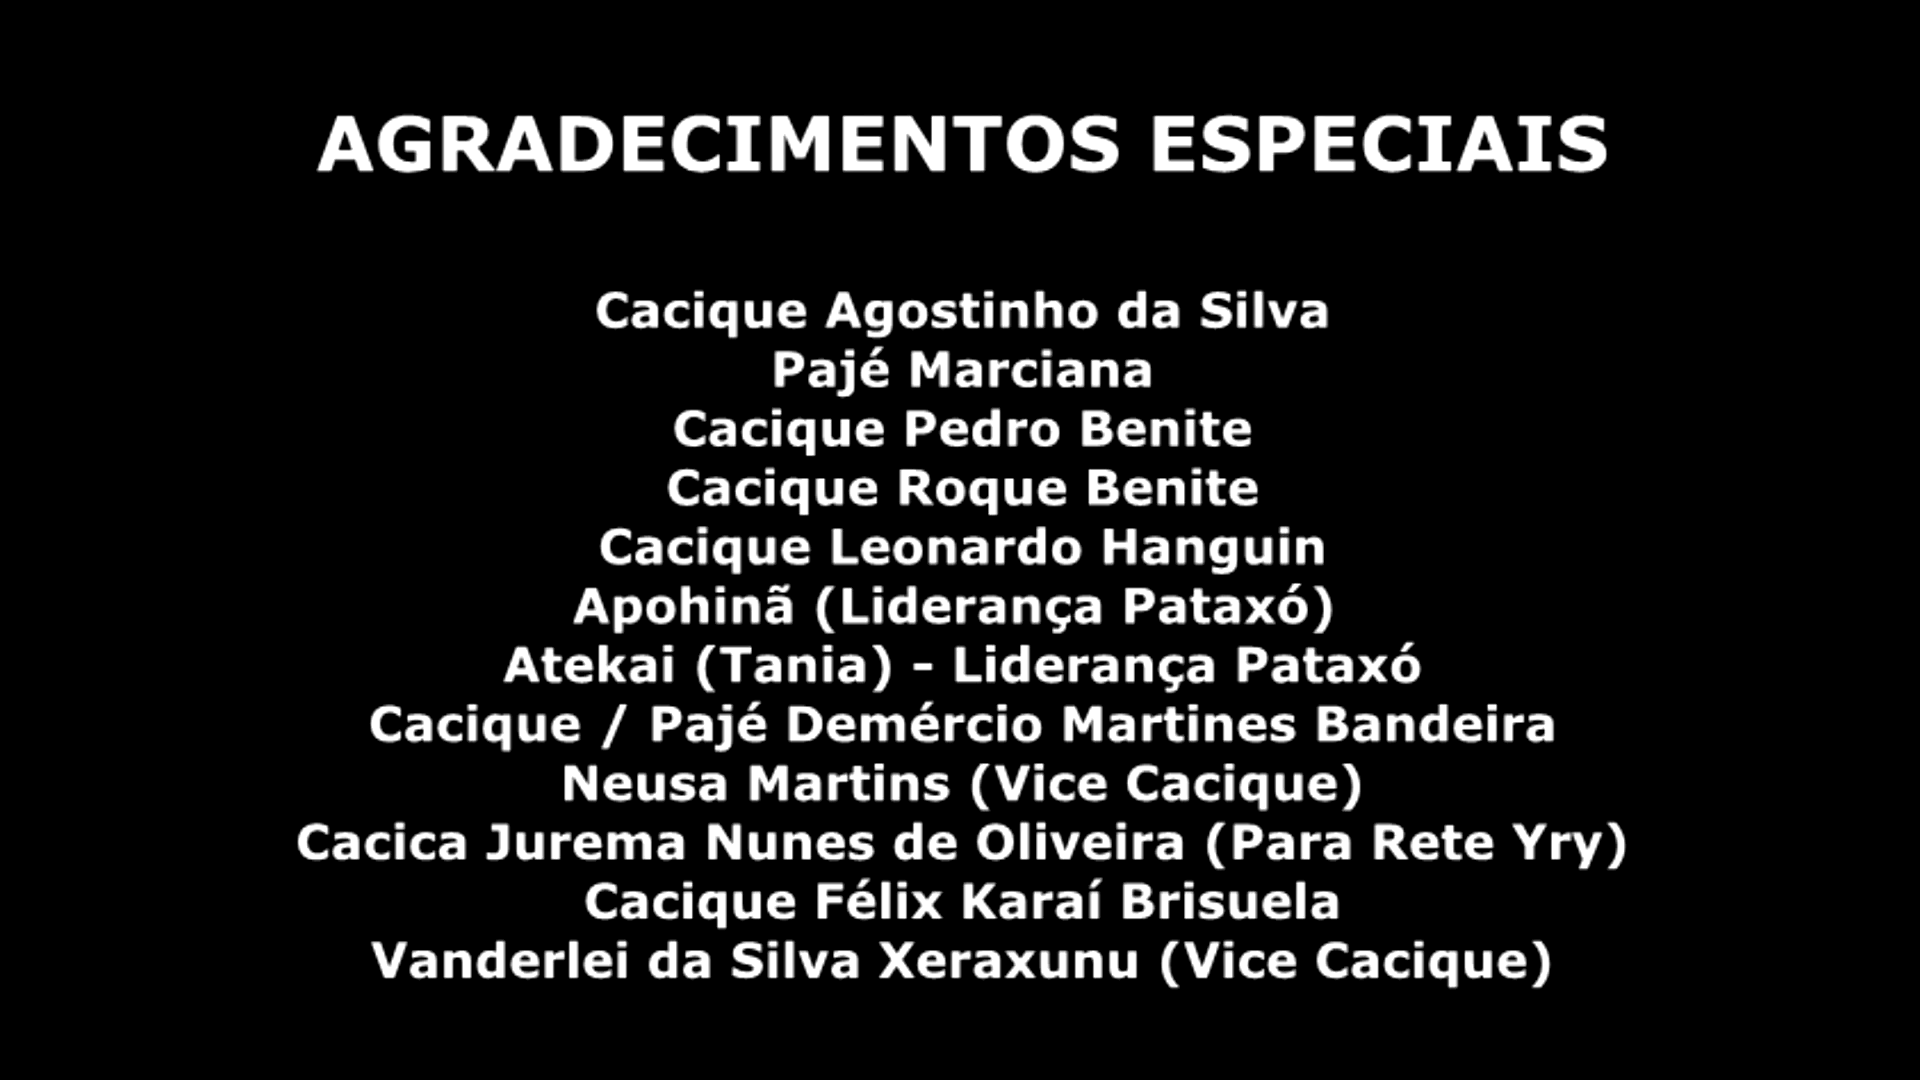 AGRADECIMENTOS ESPECIAIS
Cacique Agostinho da Silva
Pajé Marciana
Cacique Pedro Benite
Cacique Roque Benite
Cacique Leonardo Hanguin
Apohinã (Liderança Pataxó)
Atekai (Tania) - Liderança Pataxó
Cacique / Pajé Demércio Martines Bandeira
Neusa Martins (Vice Cacique)
Cacica Jurema Nunes de Oliveira (Para Rete Yry)
Cacique Félix Karaí Brisuela
Vanderlei da Silva Xeraxunu (Vice Cacique)